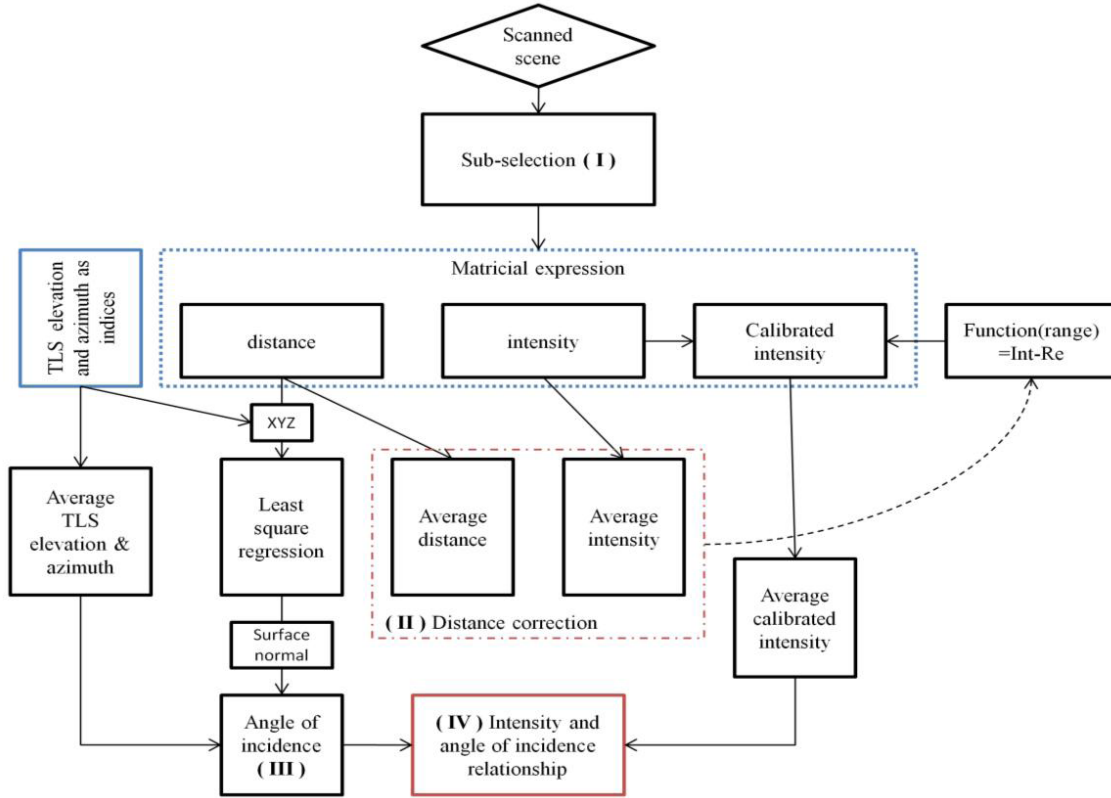 Scanned
scene
Sub-selection ( I )
TLS elevation
and azimuth as
indices
Matricial expression
distance
intensity
Calibrated
intensity
Function(range)
=Int-Re
XYZ
Average
TLS
elevation &
azimuth
Least
square
regression
Average
distance
Average
intensity
( II ) Distance correction
Average
calibrated
intensity
Surface
normal
Angle of
incidence
( III )
( IV ) Intensity and
angle of incidence
relationship